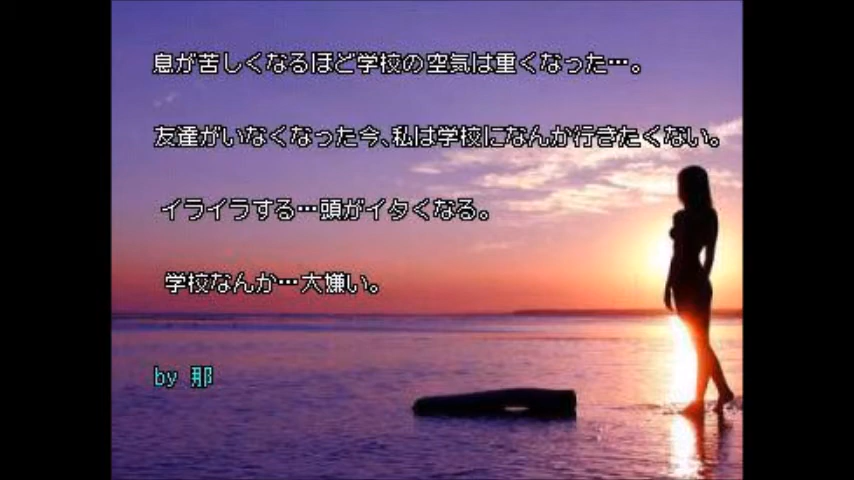 息が苦しくなるほど学校の空気は重くなった…。
友達がいなくなった今、私は学校になんか行きたくない。
イライラする…頭がイタくなる。
学校なんか…大嫌い。
by 那